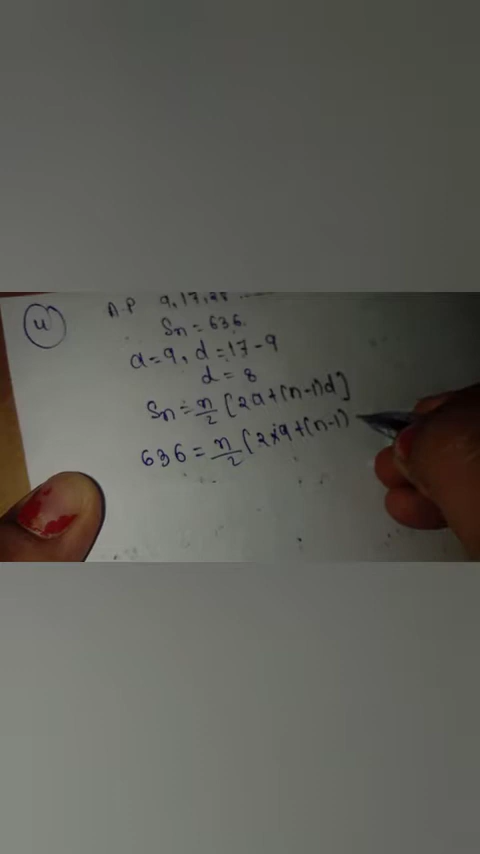 4
A.P 9, 17, 25 ......
Sn = 636.
a = 9, d = 17 - 9
d = 8
Sn = n/2 [2a + (n-1)d]
636 = n/2 [2×9 + (n-1)